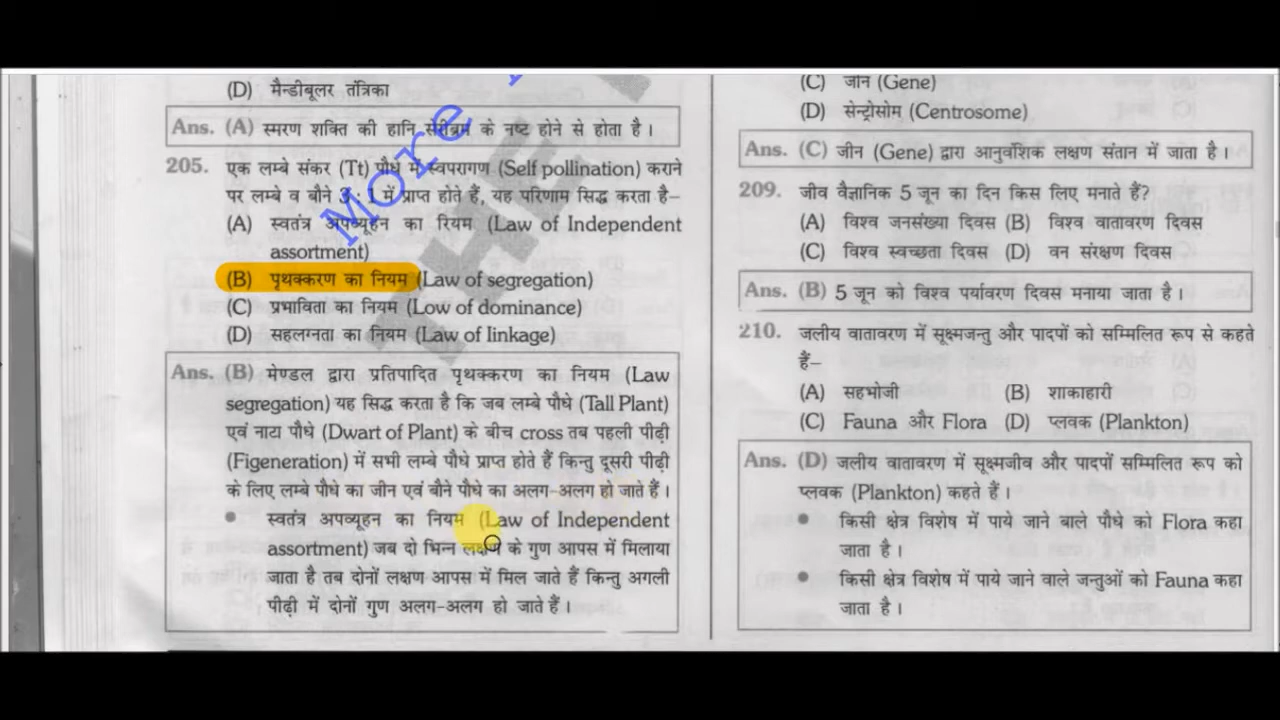 (D) मैन्डीबूलर तंत्रिका
Ans. (A) स्मरण शक्ति की हानि सेरीब्रम के नष्ट होने से होता है।
205. एक लम्बे संकर (Tt) पौधे में स्वपरागण (Self polllnation) कराने
पर लम्बे व बौने 3 : 1 में प्राप्त होते हैं, यह परिणाम सिद्ध करता है–
(A) स्वतंत्र अपव्यूहन का रियम (Law of Independent
assortment)
(B) पृथक्करण का नियम (Law of segregation)
(C) प्रभाविता का नियम (Low of dominance)
(D) सहलग्नता का नियम (Law of linkage)
Ans. (B) मेण्डल द्वारा प्रतिपादित पृथक्करण का नियम (Law
segregation) यह सिद्ध करता है कि जब लम्बे पौधे (Tall Plant)
एवं नाटा पौधे (Dwart of Plant) के बीच cross तब पहली पीढ़ी
(Figeneration) में सभी लम्बे पौधे प्राप्त होते हैं किन्तु दूसरी पीढ़ी
के लिए लम्बे पौधे का जीन एवं बौने पौधे का अलग-अलग हो जाते हैं।
• स्वतंत्र अपव्यूहन का नियम (Law of Independent
assortment) जब दो भिन्न लक्षण के गुण आपस में मिलाया
जाता है तब दोनों लक्षण आपस में मिल जाते हैं किन्तु अगली
पीढ़ी में दोनों गुण अलग-अलग हो जाते हैं।
(C) जीन (Gene)
(D) सेन्ट्रोसोम (Centrosome)
Ans. (C) जीन (Gene) द्वारा आनुवंशिक लक्षण संतान में जाता है।
209. जीव वैज्ञानिक 5 जून का दिन किस लिए मनाते हैं?
(A) विश्व जनसंख्या दिवस (B) विश्व वातावरण दिवस
(C) विश्व स्वच्छता दिवस (D) वन संरक्षण दिवस
Ans. (B) 5 जून को विश्व पर्यावरण दिवस मनाया जाता है।
210. जलीय वातावरण में सूक्ष्मजन्तु और पादपों को सम्मिलित रूप से कहते
हैं–
(A) सहभोजी (B) शाकाहारी
(C) Fauna और Flora (D) प्लवक (Plankton)
Ans. (D) जलीय वातावरण में सूक्ष्मजीव और पादपों सम्मिलित रूप को
प्लवक (Plankton) कहते हैं।
• किसी क्षेत्र विशेष में पाये जाने बाले पौधे को Flora कहा
जाता है।
• किसी क्षेत्र विशेष में पाये जाने वाले जन्तुओं को Fauna कहा
जाता है।
More